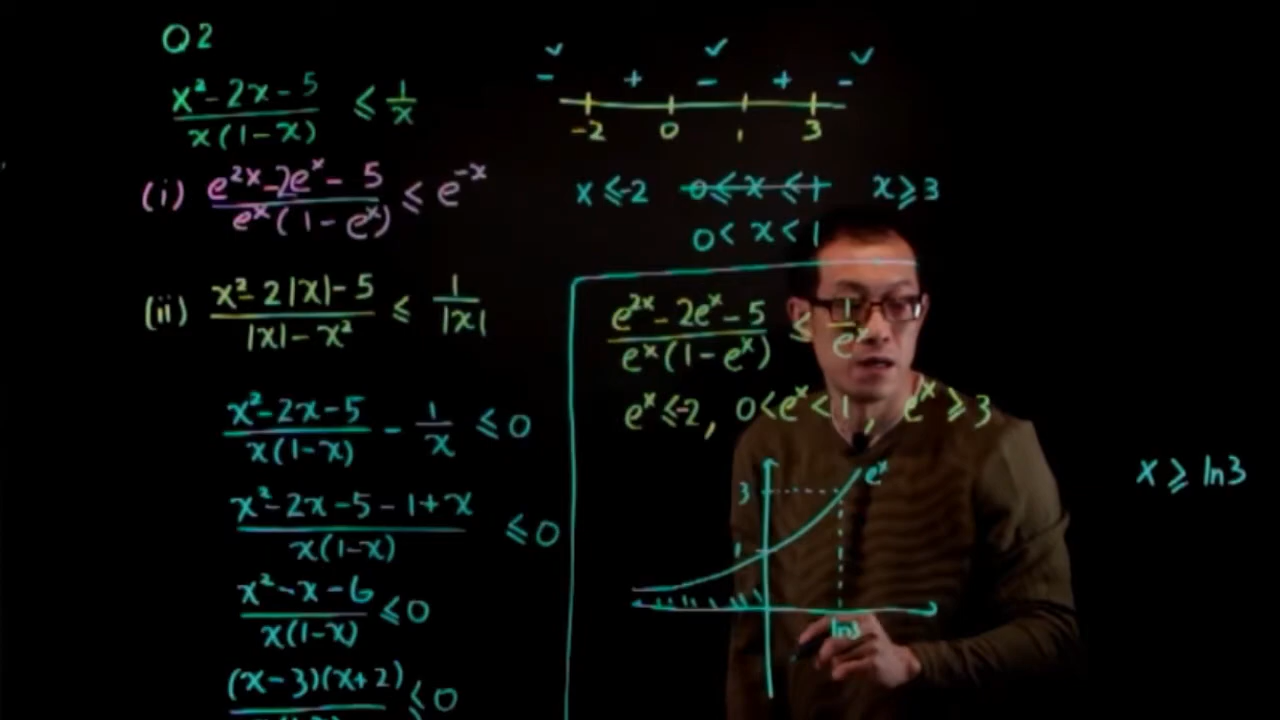 Q2
x² - 2x - 5 / x(1-x) ≤ 1/x
(i) e^{2x} - 2e^x - 5 / e^x(1 - e^x) ≤ e^{-x}
(ii) x² - 2|x| - 5 / |x| - x² ≤ 1/|x|
x² - 2x - 5 / x(1-x) - 1/x ≤ 0
x² - 2x - 5 - 1 + x / x(1-x) ≤ 0
x² - x - 6 / x(1-x) ≤ 0
(x-3)(x+2) ≤ 0
✓ ✓ ✓
- + - + -
-2 0 1 3
x ≤ -2 0 ≤ x ≤ 1 x ≥ 3
0 < x < 1
e^{2x} - 2e^x - 5 / e^x(1 - e^x) ≤ 1/e^x
e^x ≤ -2, 0 < e^x < 1, e^x ≥ 3
e^x
3
1
ln3
x ≥ ln3